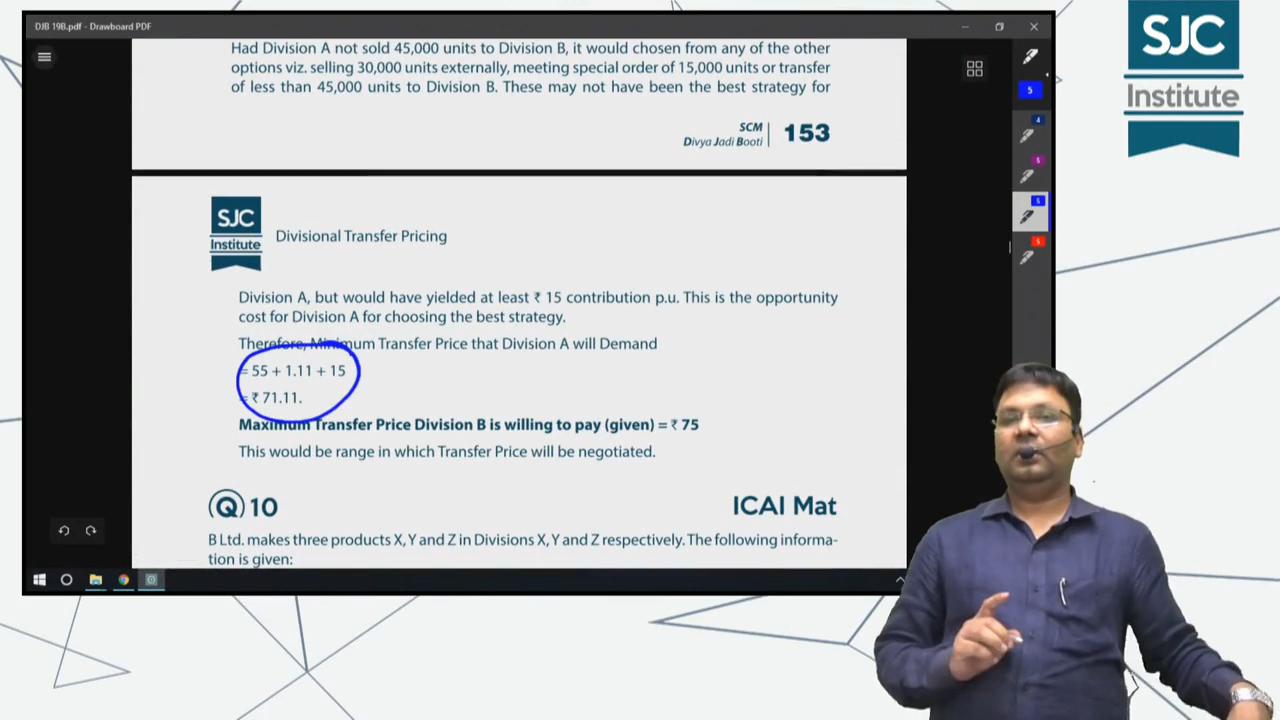 DJB 19B.pdf - Drawboard PDF
SJC
Institute
Had Division A not sold 45,000 units to Division B, it would chosen from any of the other
options viz. selling 30,000 units externally, meeting special order of 15,000 units or transfer
of less than 45,000 units to Division B. These may not have been the best strategy for
SCM
Divya Jadi Booti
153
5
4
5
5
5
SJC
Institute
Divisional Transfer Pricing
Division A, but would have yielded at least ₹ 15 contribution p.u. This is the opportunity
cost for Division A for choosing the best strategy.
Therefore, Minimum Transfer Price that Division A will Demand
= 55 + 1.11 + 15
= ₹ 71.11.
Maximum Transfer Price Division B is willing to pay (given) = ₹ 75
This would be range in which Transfer Price will be negotiated.
Q 10
ICAI Mat
B Ltd. makes three products X, Y and Z in Divisions X, Y and Z respectively. The following informa-
tion is given: